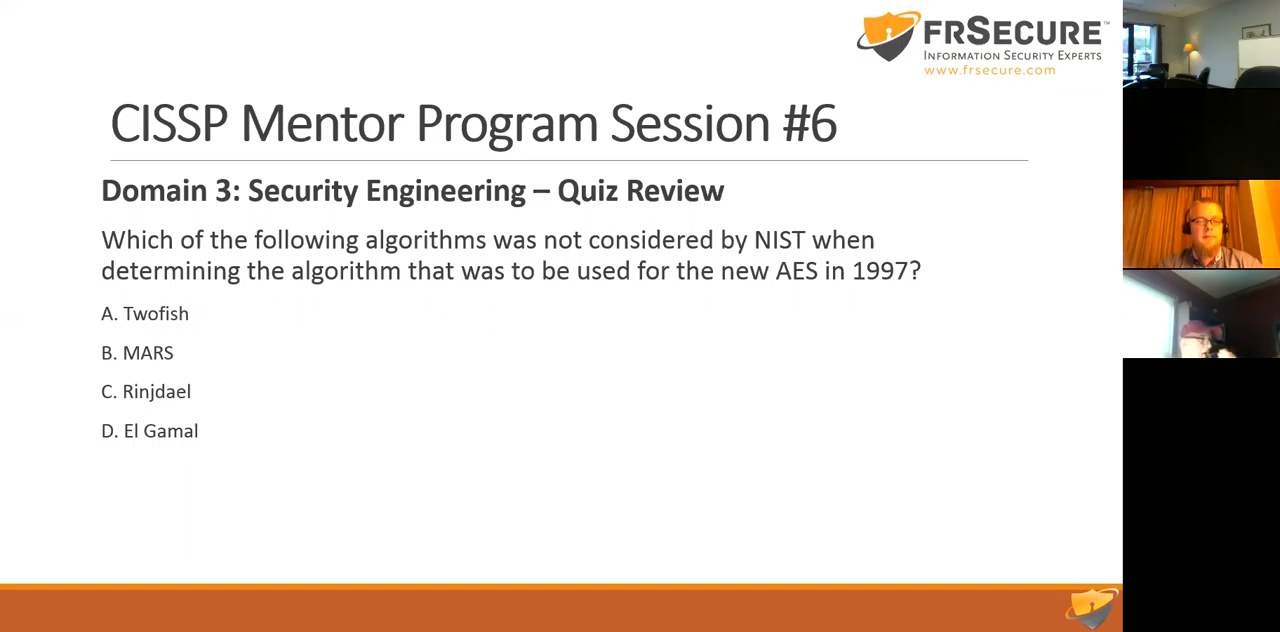 FRSECURE™
INFORMATION SECURITY EXPERTS
www.frsecure.com
CISSP Mentor Program Session #6
Domain 3: Security Engineering – Quiz Review
Which of the following algorithms was not considered by NIST when
determining the algorithm that was to be used for the new AES in 1997?
A. Twofish
B. MARS
C. Rinjdael
D. El Gamal